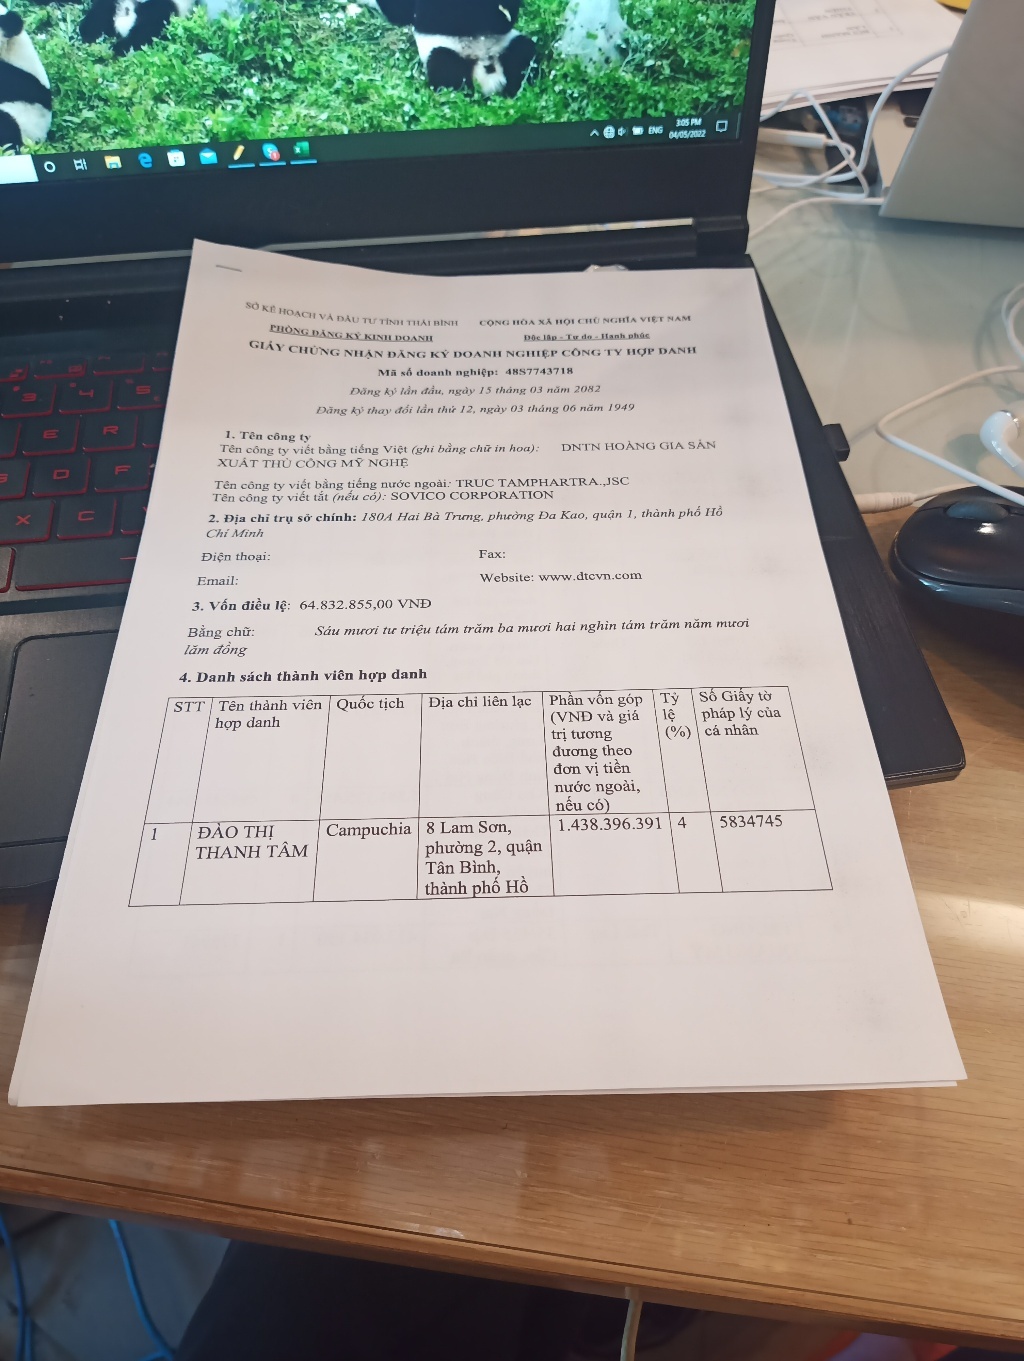 3:05 PM
ENG
04/05/2022
SỞ KẾ HOẠCH VÀ ĐẦU TƯ TỈNH THÁI BÌNH
CỘNG HÒA XÃ HỘI CHỦ NGHĨA VIỆT NAM
PHÒNG ĐĂNG KÝ KINH DOANH
Độc lập - Tự do - Hạnh phúc
GIẤY CHỨNG NHẬN ĐĂNG KÝ DOANH NGHIỆP CÔNG TY HỢP DANH
Mã số doanh nghiệp: 48S7743718
Đăng ký lần đầu, ngày 15 tháng 03 năm 2082
Đăng ký thay đổi lần thứ 12, ngày 03 tháng 06 năm 1949
1. Tên công ty
Tên công ty viết bằng tiếng Việt (ghi bằng chữ in hoa): DNTN HOÀNG GIA SẢN
XUẤT THỦ CÔNG MỸ NGHỆ
Tên công ty viết bằng tiếng nước ngoài: TRUC TAMPHARTRA.,JSC
Tên công ty viết tắt (nếu có): SOVICO CORPORATION
2. Địa chỉ trụ sở chính: 180A Hai Bà Trưng, phường Đa Kao, quận 1, thành phố Hồ
Chí Minh
Điện thoại: Fax:
Email: Website: www.dtcvn.com
3. Vốn điều lệ: 64.832.855,00 VNĐ
Bằng chữ: Sáu mươi tư triệu tám trăm ba mươi hai nghìn tám trăm năm mươi
lăm đồng
4. Danh sách thành viên hợp danh
STT Tên thành viên Quốc tịch Địa chỉ liên lạc Phần vốn góp Tỷ Số Giấy tờ
hợp danh (VNĐ và giá lệ pháp lý của
trị tương (%) cá nhân
đương theo
đơn vị tiền
nước ngoài,
nếu có)
1 ĐÀO THỊ Campuchia 8 Lam Sơn, 1.438.396.391 4 5834745
THANH TÂM phường 2, quận
Tân Bình,
thành phố Hồ
3
4
5
E
R
D
F
X
C